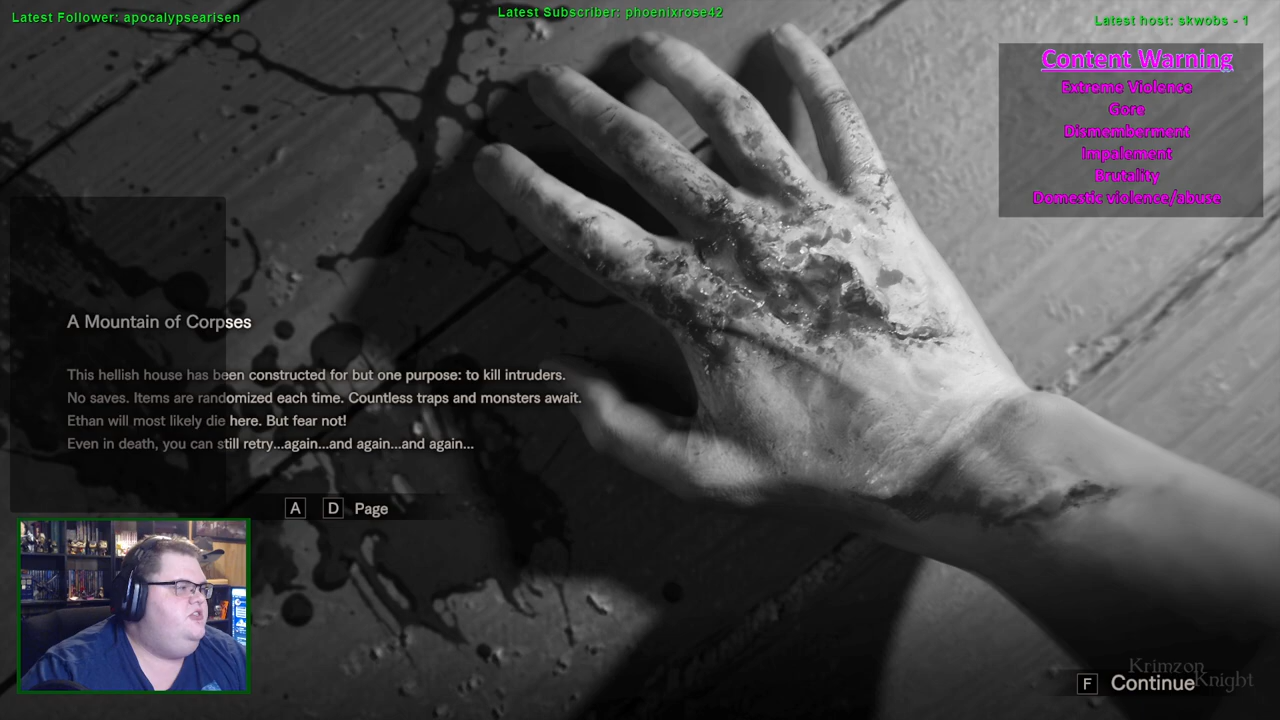 Latest Follower: apocalypsearisen
Latest Subscriber: phoenixrose42
Latest host: skwobs - 1
Content Warning
Extreme Violence
Gore
Dismemberment
Impalement
Brutality
Domestic violence/abuse
A Mountain of Corpses
This hellish house has been constructed for but one purpose: to kill intruders.
No saves. Items are randomized each time. Countless traps and monsters await.
Ethan will most likely die here. But fear not!
Even in death, you can still retry...again...and again...and again...
A D Page
Krimzon
Knight
F Continue